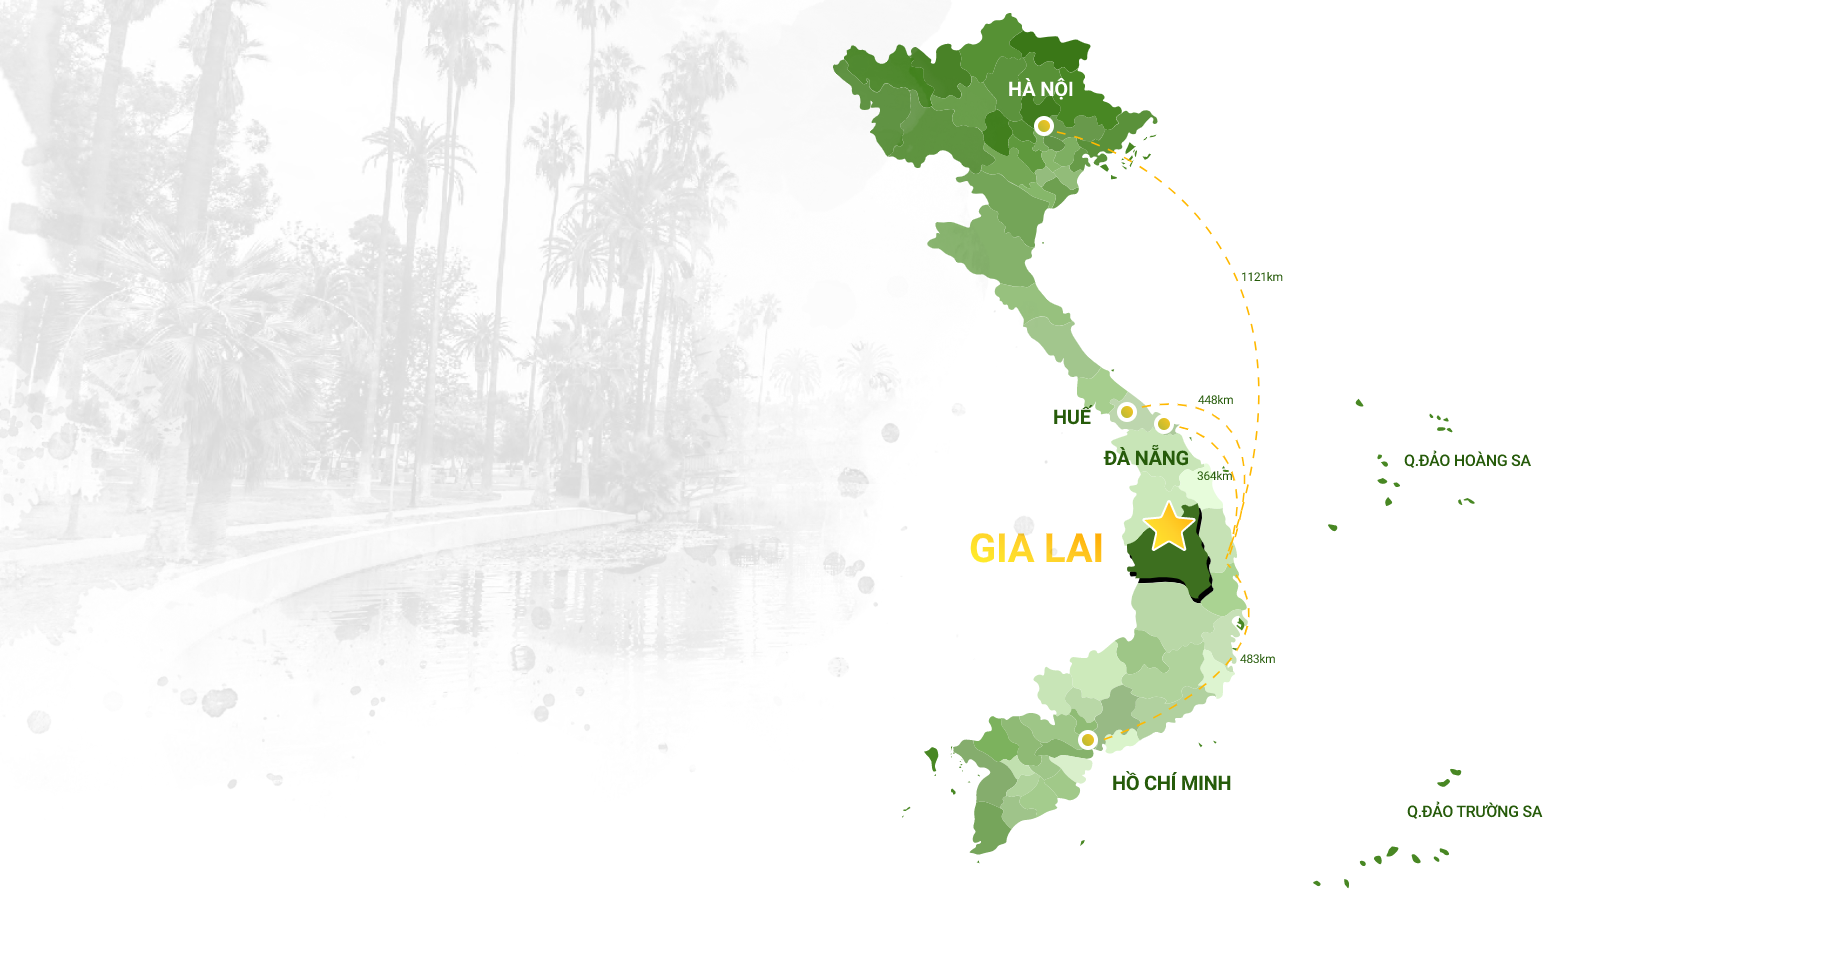 HÀ NỘI
1121km
448km
HUẾ
ĐÀ NẴNG
Q.ĐẢO HOÀNG SA
364km
GIA LAI
483km
HỒ CHÍ MINH
Q.ĐẢO TRƯỜNG SA